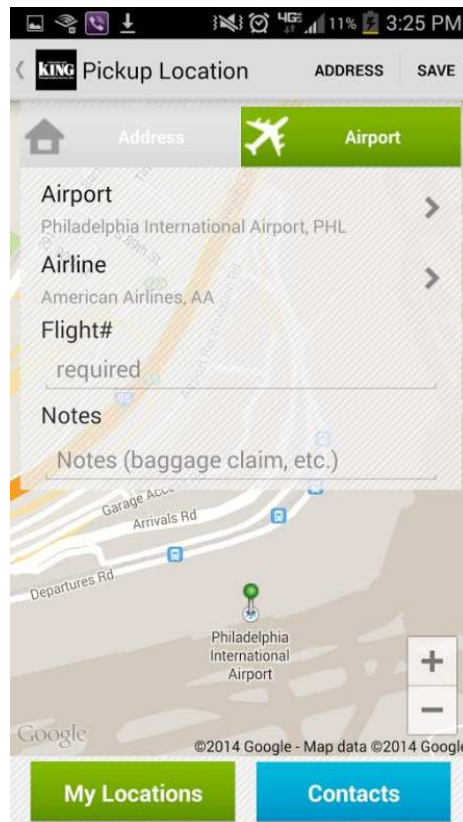 4G 11% 3:25 PM
KING Pickup Location ADDRESS SAVE
Address Airport
Airport
Philadelphia International Airport, PHL
Airline
American Airlines, AA
Flight#
required
Notes
Notes (baggage claim, etc.)
Arrivals Rd
Departures Rd
Philadelphia
International
Airport
+
−
Google
©2014 Google - Map data ©2014 Google
My Locations Contacts